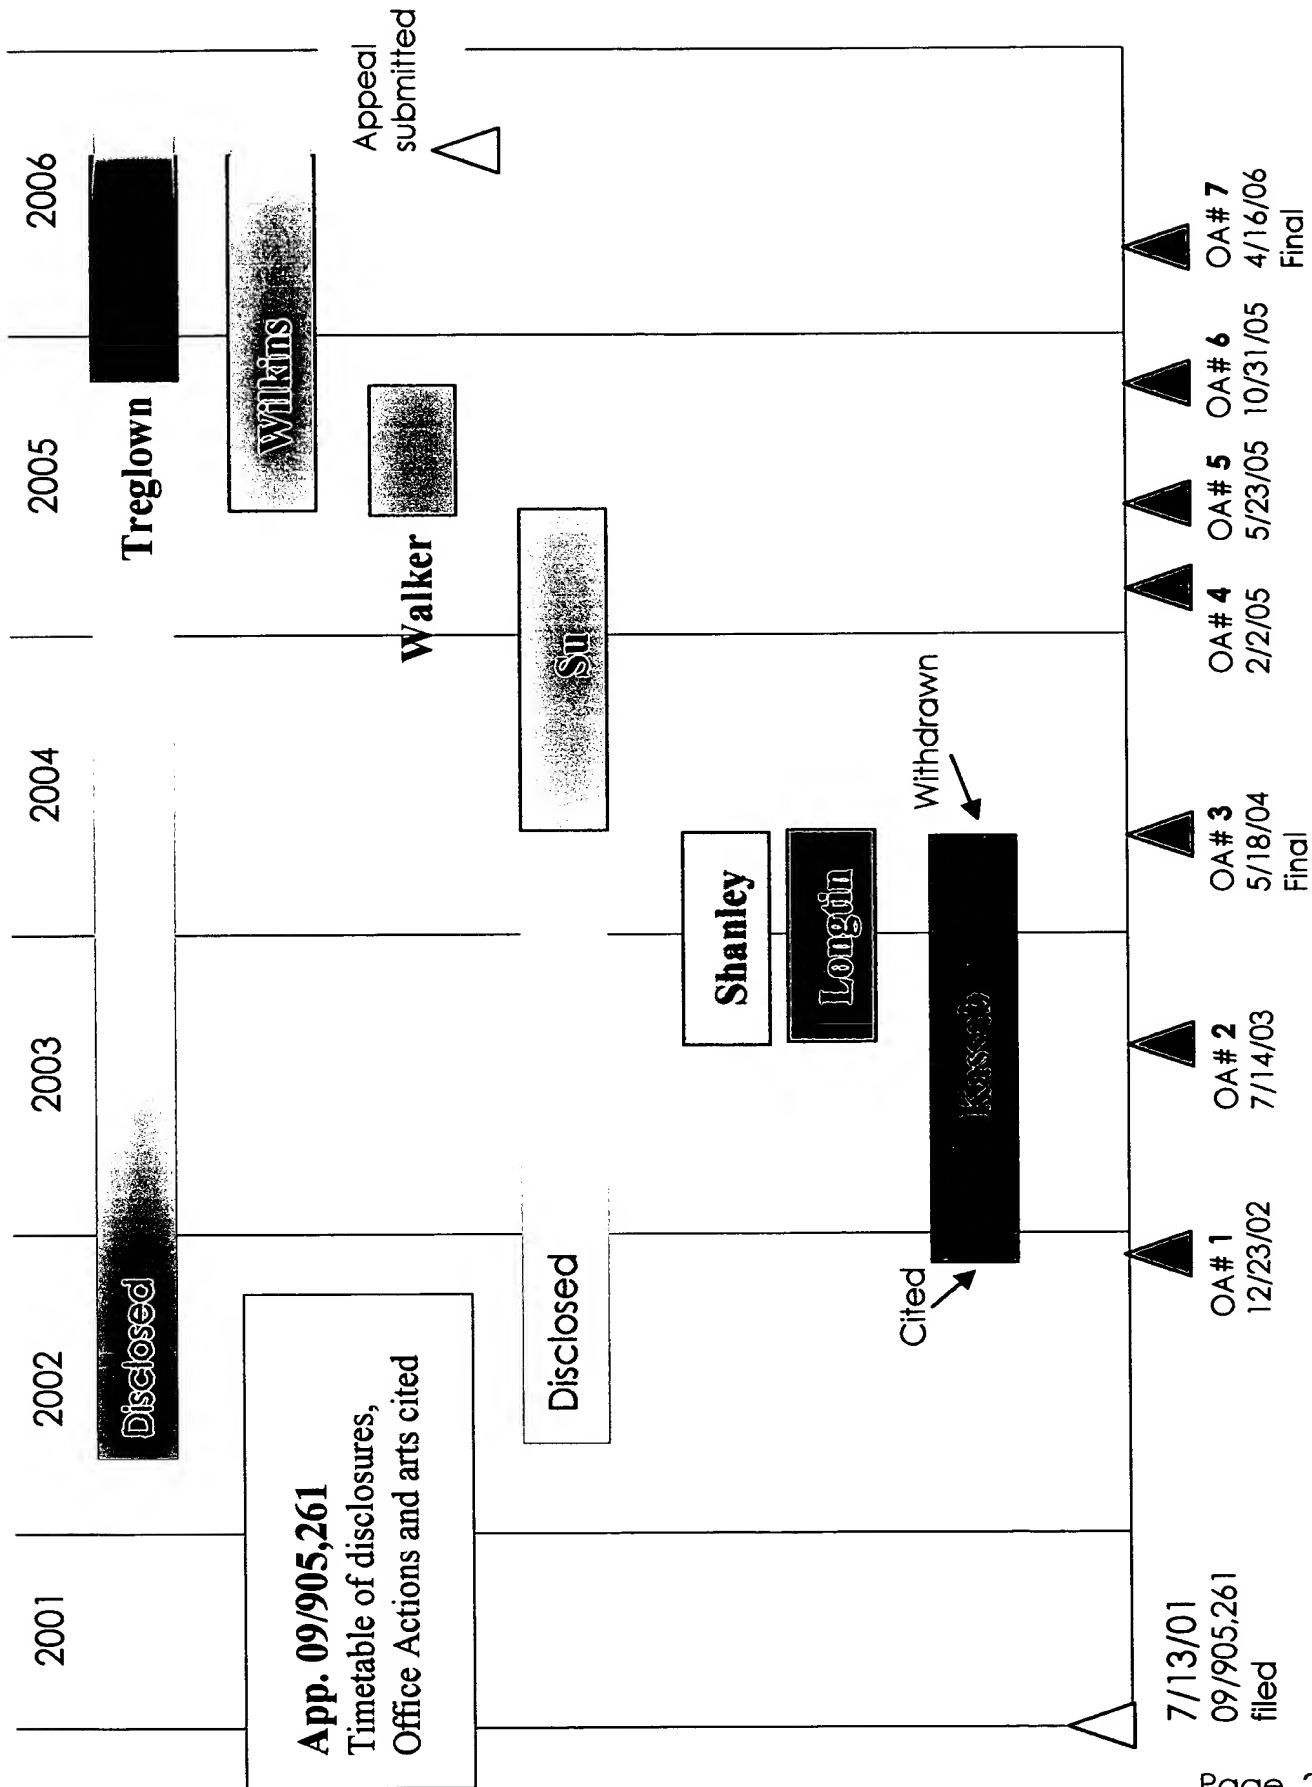 2001
2002
2003
2004
2005
2006
App. 09/905,261
Timetable of disclosures,
Office Actions and arts cited
Disclosed
Treglown
Wilkins
Walker
Appeal
submitted
Disclosed
Su
Shanley
Longtin
Cited
Withdrawn
7/13/01
09/905,261
filed
OA# 1
12/23/02
OA# 2
7/14/03
OA# 3
5/18/04
Final
OA# 4
2/2/05
OA# 5
5/23/05
OA# 6
10/31/05
OA# 7
4/16/06
Final
Page